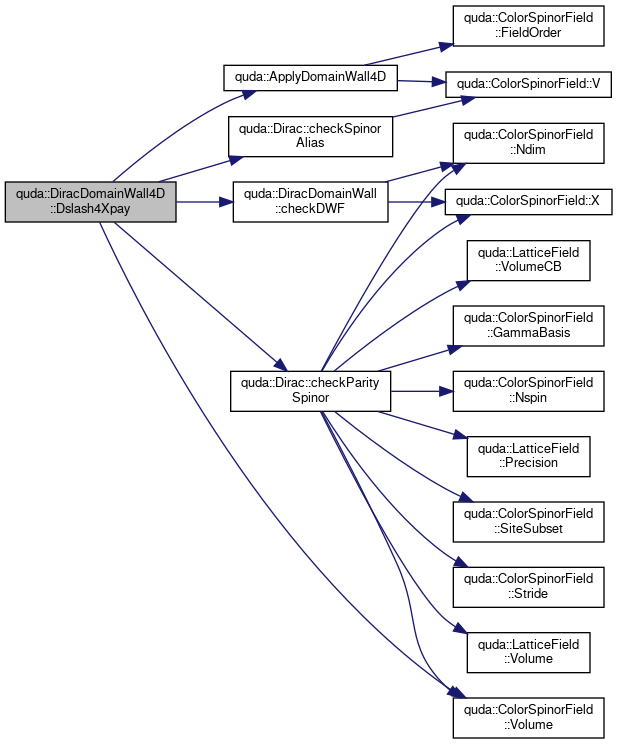 quda::DiracDomainWall4D
::Dslash4Xpay
quda::ApplyDomainWall4D
quda::Dirac::checkSpinor
Alias
quda::DiracDomainWall
::checkDWF
quda::Dirac::checkParity
Spinor
quda::ColorSpinorField
::FieldOrder
quda::ColorSpinorField::V
quda::ColorSpinorField
::Ndim
quda::ColorSpinorField::X
quda::LatticeField
::VolumeCB
quda::ColorSpinorField
::GammaBasis
quda::ColorSpinorField
::Nspin
quda::LatticeField
::Precision
quda::ColorSpinorField
::SiteSubset
quda::ColorSpinorField
::Stride
quda::LatticeField
::Volume
quda::ColorSpinorField
::Volume